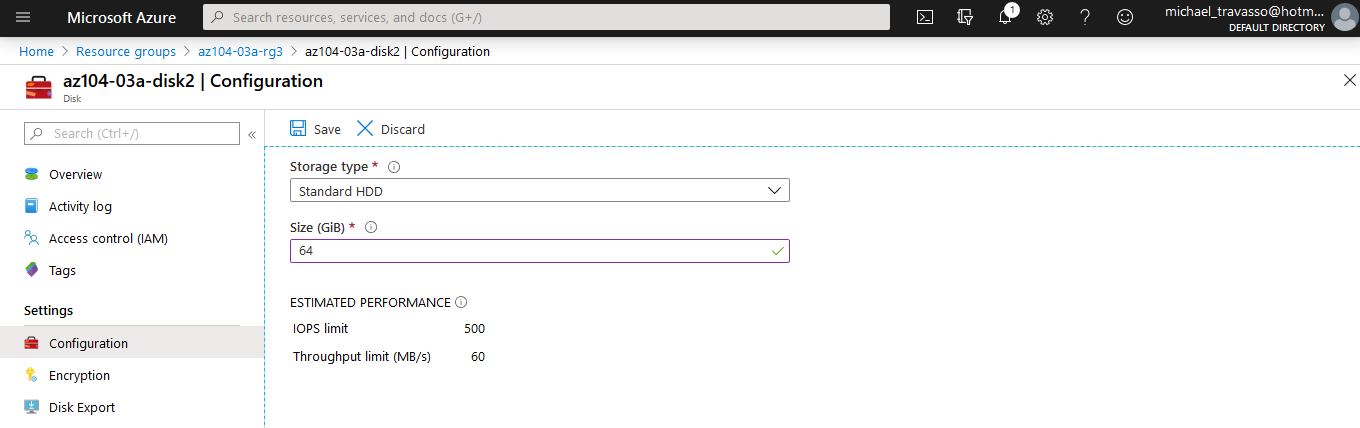 Microsoft Azure
Search resources, services, and docs (G+/)
1
michael_travasso@hotm...
DEFAULT DIRECTORY
Home > Resource groups > az104-03a-rg3 > az104-03a-disk2 | Configuration
az104-03a-disk2 | Configuration
Disk
Search (Ctrl+/)
«
Save
Discard
Overview
Activity log
Access control (IAM)
Tags
Settings
Configuration
Encryption
Disk Export
Storage type *
Standard HDD
Size (GiB) *
64
ESTIMATED PERFORMANCE
IOPS limit 500
Throughput limit (MB/s) 60